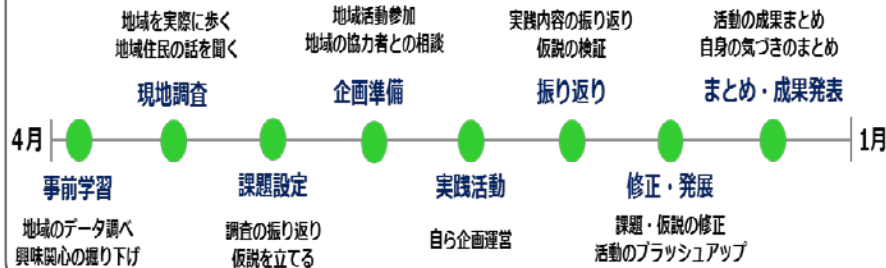 地域を実際に歩く
地域住民の話を聞く
現地調査
地域活動参加
地域の協力者との相談
企画準備
実践内容の振り返り
仮説の検証
振り返り
活動の成果まとめ
自身の気づきのまとめ
まとめ・成果発表
4月
1月
事前学習
地域のデータ調べ
興味関心の掘り下げ
課題設定
調査の振り返り
仮説を立てる
実践活動
自ら企画運営
修正・発展
課題・仮説の修正
活動のブラッシュアップ